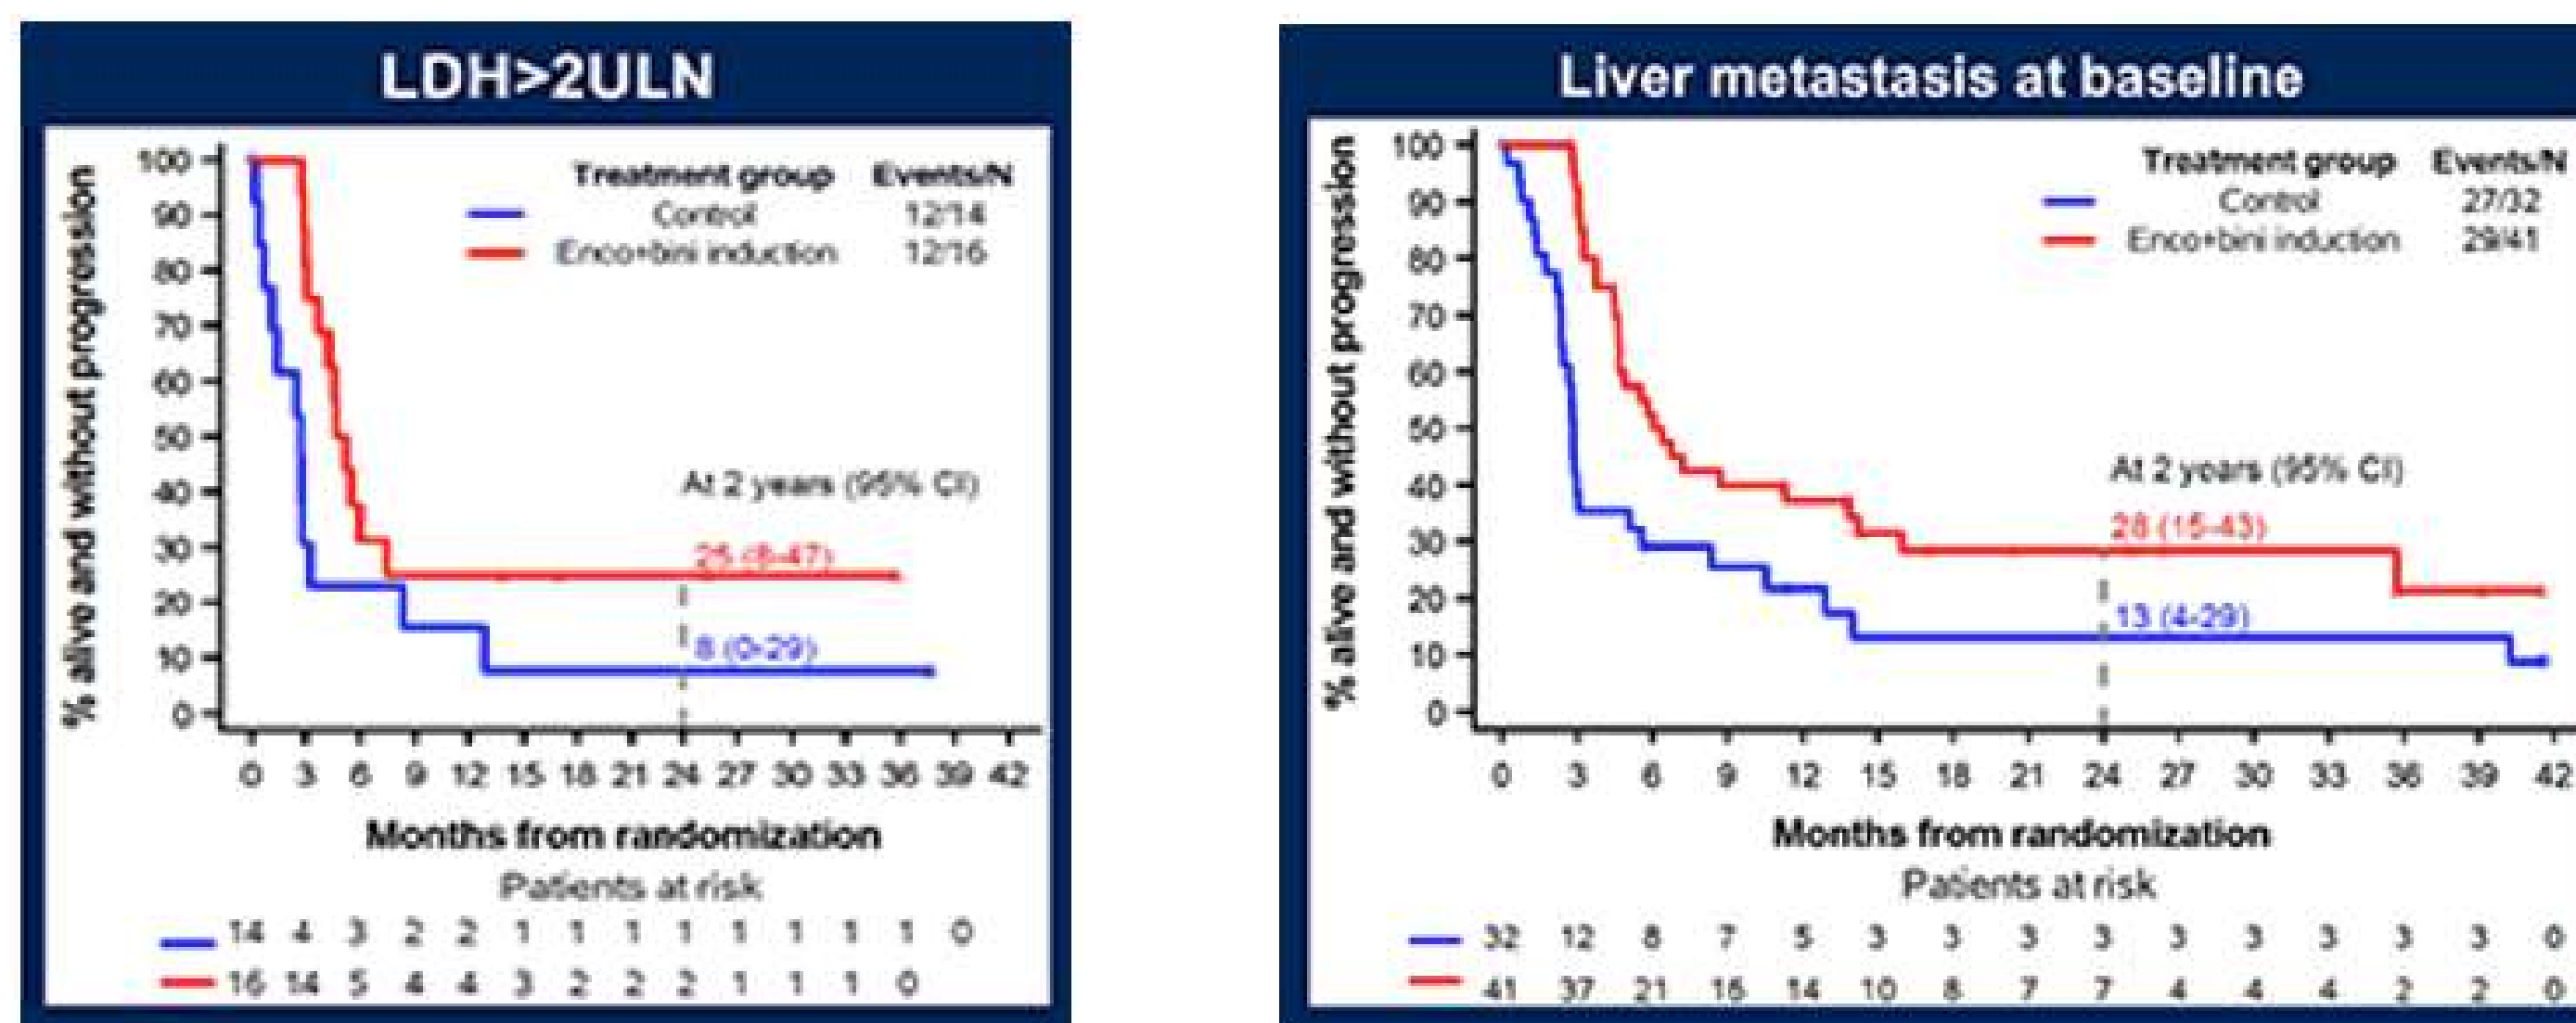 LDH>2ULN
% alive and without progression
100
90
80
70
60
50
40
30
20
10
0
Treatment group Events/N
Control 12/14
Enco+bini induction 12/16
At 2 years (95% CI)
25 (8-47)
8 (0-29)
0 3 6 9 12 15 18 21 24 27 30 33 36 39 42
Months from randomization
Patients at risk
14 4 3 2 2 1 1 1 1 1 1 1 1 0
16 14 5 4 4 3 2 2 2 1 1 1 0
Liver metastasis at baseline
% alive and without progression
100
90
80
70
60
50
40
30
20
10
0
Treatment group Events/N
Control 27/32
Enco+bini induction 29/41
At 2 years (95% CI)
28 (15-43)
13 (4-29)
0 3 6 9 12 15 18 21 24 27 30 33 36 39 42
Months from randomization
Patients at risk
32 12 8 7 5 3 3 3 3 3 3 3 3 3 0
41 37 21 14 10 8 7 7 4 4 4 2 2 0